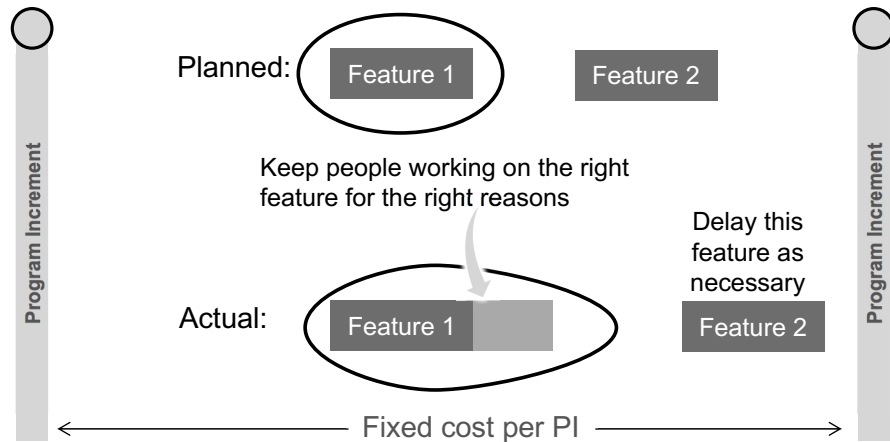 Planned:
Feature 1
Feature 2
Program Increment
Program Increment
Keep people working on the right
feature for the right reasons
Delay this
feature as
necessary
Actual:
Feature 1
Feature 2
Fixed cost per PI